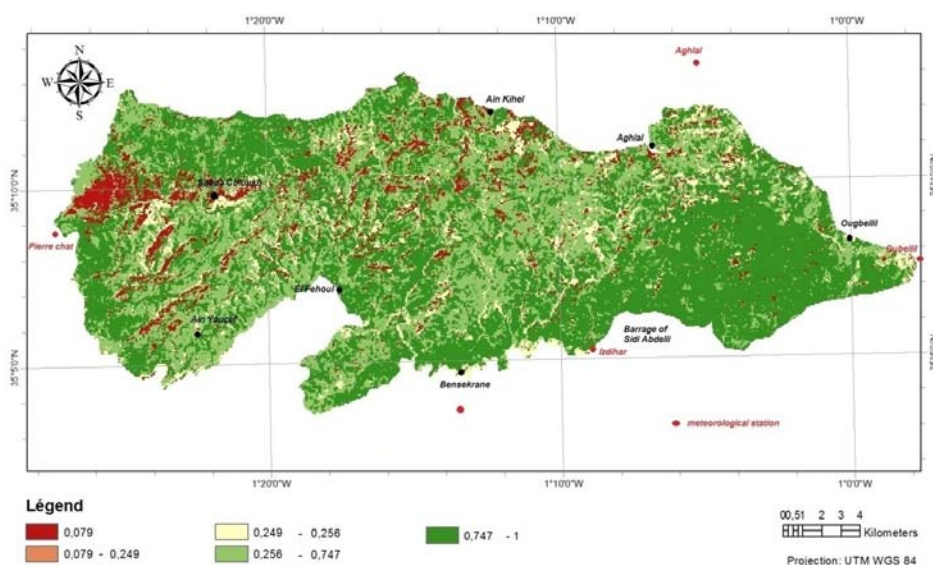 1°20'0"W 1°10'0"W 1°0'0"W
N
W E
S
Aghlal
Ain Kihel
Aghlal
35°10'0"N
Pierre chat
Ougbellil
El Fehoul
Ain Youcef
Barrage of
Sidi Abdelli
Izdihar
35°5'0"N
35°5'0"N
Bensekrane
meteorological station
1°20'0"W 1°10'0"W 1°0'0"W
Légend
0,079 0,249 - 0,256 0,747 - 1
0,079 - 0,249 0,256 - 0,747
00,51 2 3 4
Kilometers
Projection: UTM WGS 84